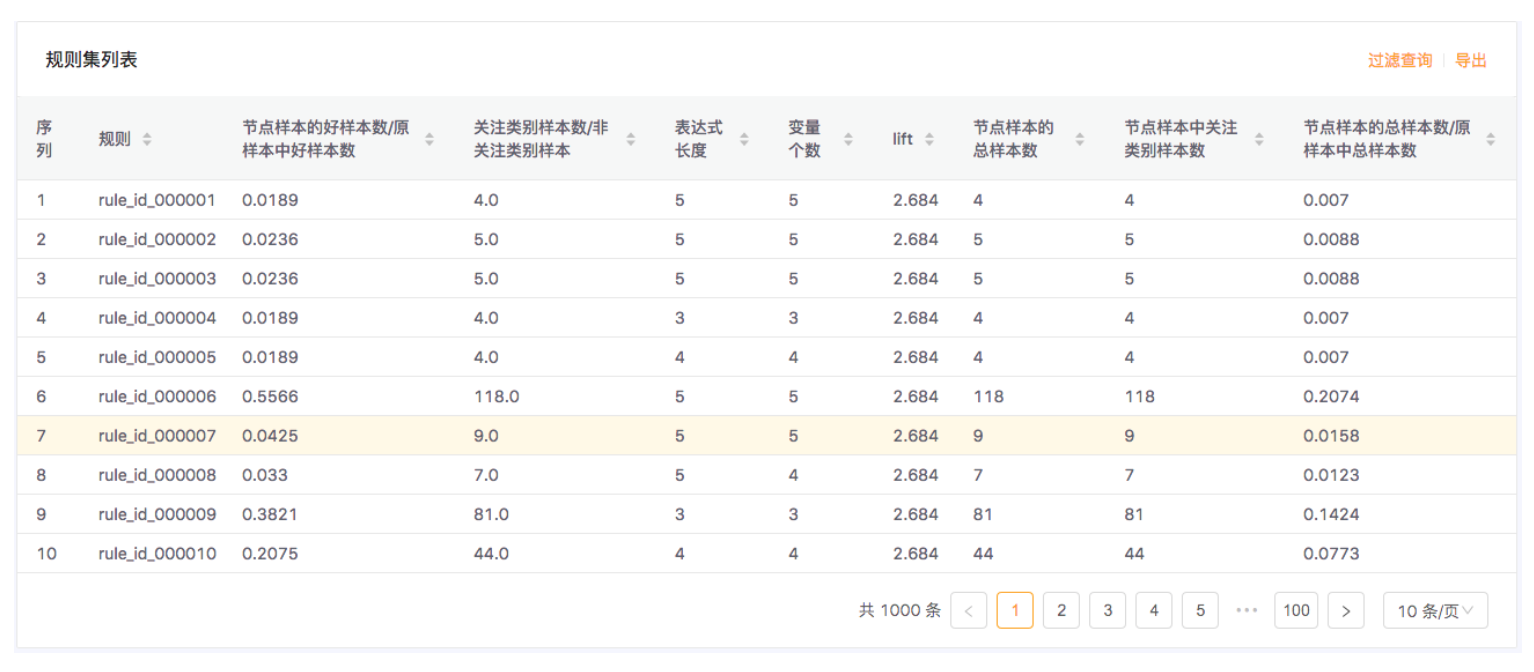 规则集列表
过滤查询 导出
序列 规则 节点样本的好样本数/原样本中好样本数 关注类别样本数/非关注类别样本 表达式长度 变量个数 lift 节点样本的总样本数 节点样本中关注类别样本数 节点样本的总样本数/原样本中总样本数
1 rule_id_000001 0.0189 4.0 5 5 2.684 4 4 0.007
2 rule_id_000002 0.0236 5.0 5 5 2.684 5 5 0.0088
3 rule_id_000003 0.0236 5.0 5 5 2.684 5 5 0.0088
4 rule_id_000004 0.0189 4.0 3 3 2.684 4 4 0.007
5 rule_id_000005 0.0189 4.0 4 4 2.684 4 4 0.007
6 rule_id_000006 0.5566 118.0 5 5 2.684 118 118 0.2074
7 rule_id_000007 0.0425 9.0 5 5 2.684 9 9 0.0158
8 rule_id_000008 0.033 7.0 5 4 2.684 7 7 0.0123
9 rule_id_000009 0.3821 81.0 3 3 2.684 81 81 0.1424
10 rule_id_000010 0.2075 44.0 4 4 2.684 44 44 0.0773
共 1000 条 < 1 2 3 4 5 ••• 100 > 10 条/页